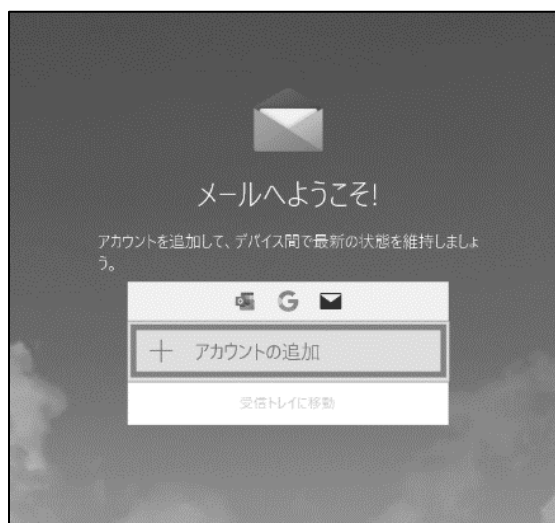 メールへようこそ!
アカウントを追加して、デバイス間で最新の状態を維持しましょ
う。
アカウントの追加
受信トレイに移動